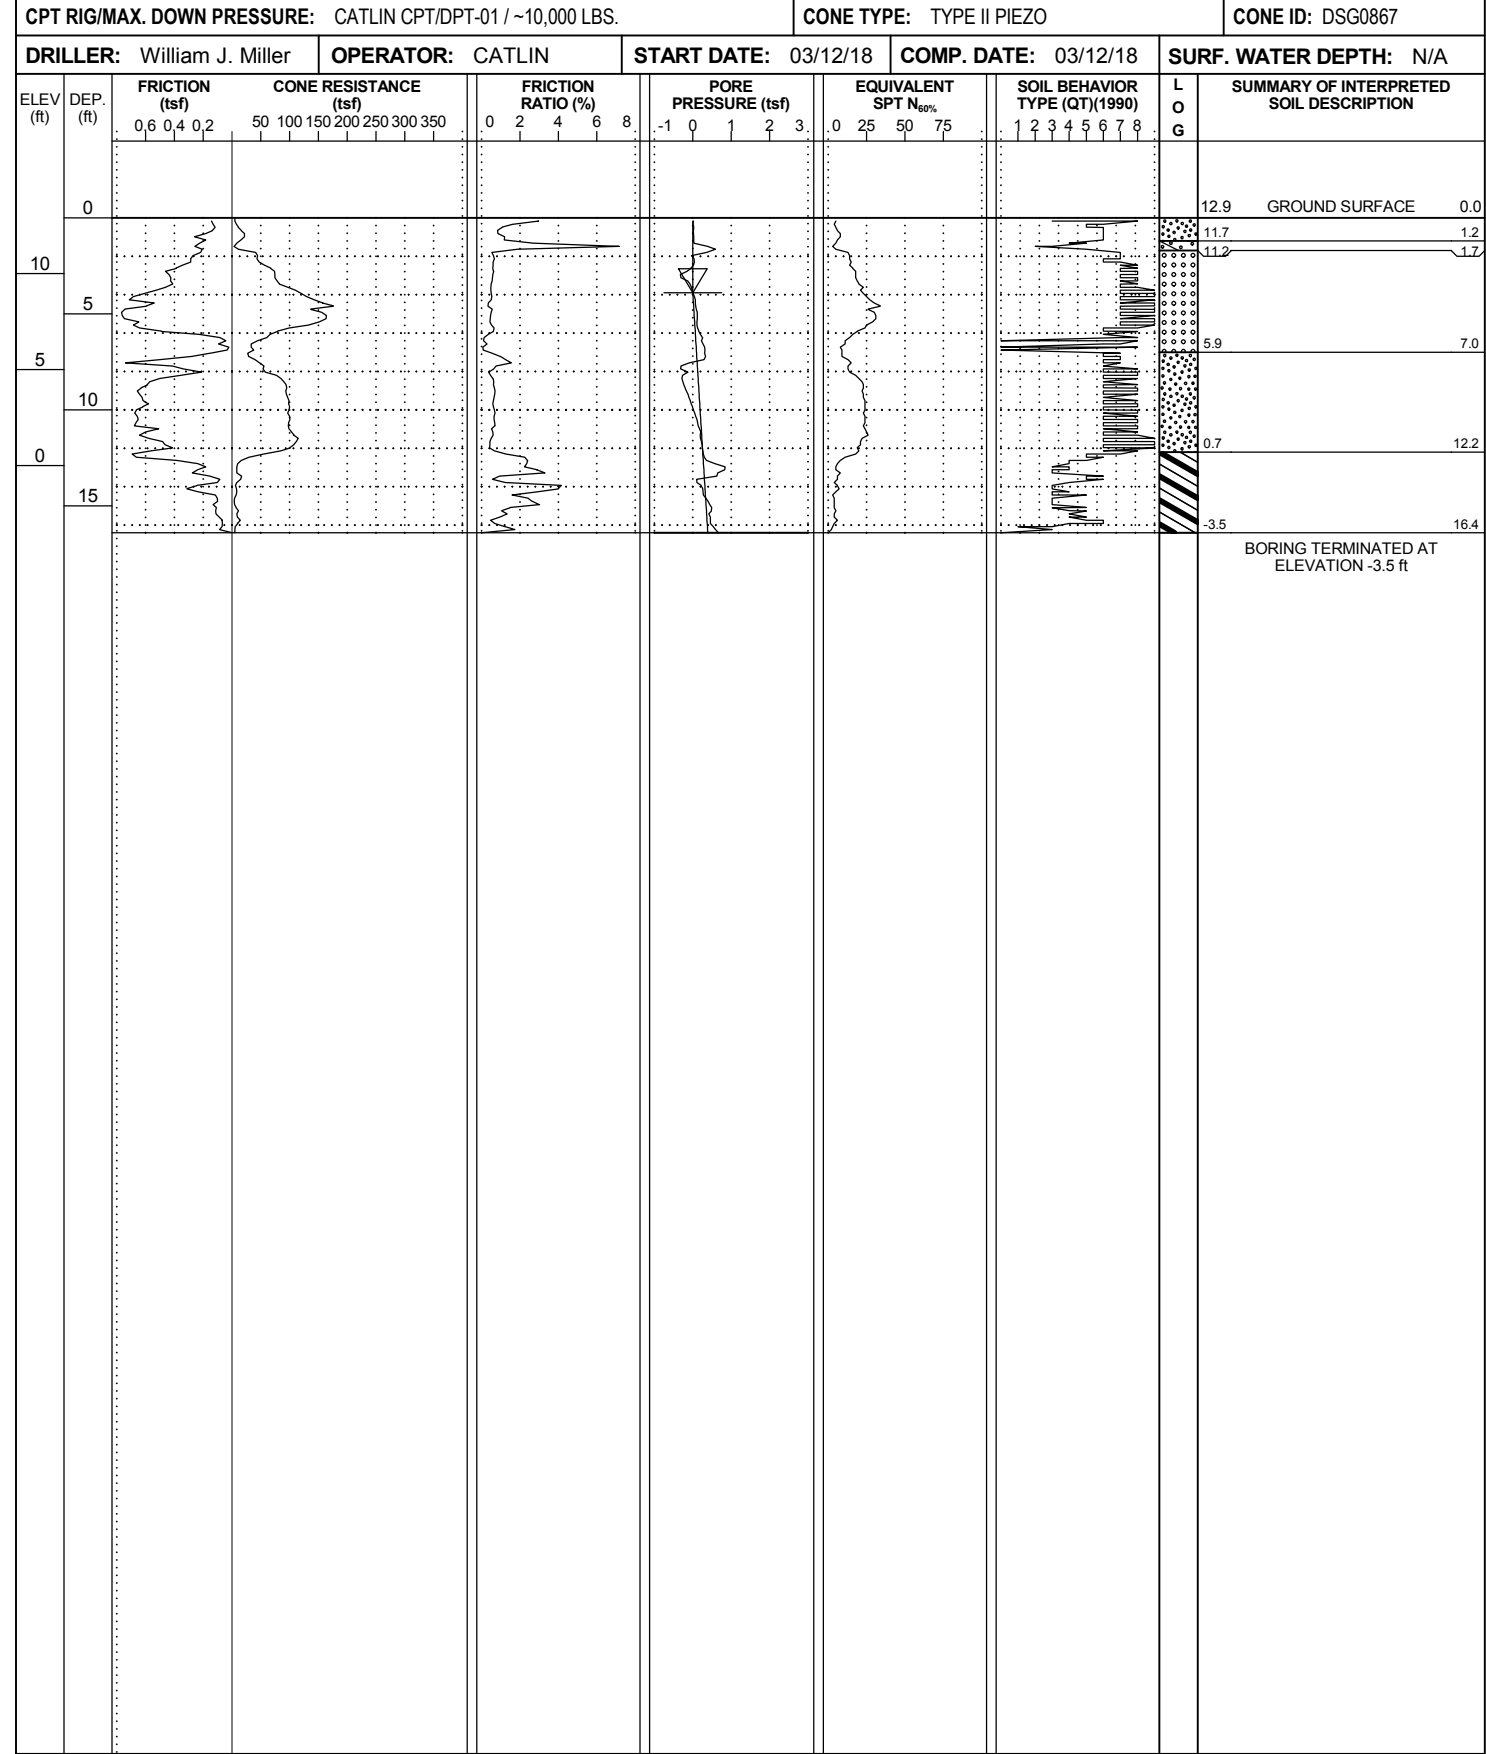 CPT RIG/MAX. DOWN PRESSURE: CATLIN CPT/DPT-01 / ~10,000 LBS. CONE TYPE: TYPE II PIEZO CONE ID: DSG0867
DRILLER: William J. Miller OPERATOR: CATLIN START DATE: 03/12/18 COMP. DATE: 03/12/18 SURF. WATER DEPTH: N/A
ELEV (ft)
DEP. (ft)
FRICTION (tsf)
0.6 0.4 0.2
CONE RESISTANCE (tsf)
50 100 150 200 250 300 350
FRICTION RATIO (%)
0 2 4 6 8
PORE PRESSURE (tsf)
-1 0 1 2 3
EQUIVALENT SPT N60%
0 25 50 75
SOIL BEHAVIOR TYPE (QT)(1990)
1 2 3 4 5 6 7 8
LOG
SUMMARY OF INTERPRETED SOIL DESCRIPTION
0
12.9 GROUND SURFACE 0.0
11.7 1.2
11.2 1.7
10
5
5.9 7.0
5
10
0.7 12.2
0
15
-3.5 16.4
BORING TERMINATED AT
ELEVATION -3.5 ft